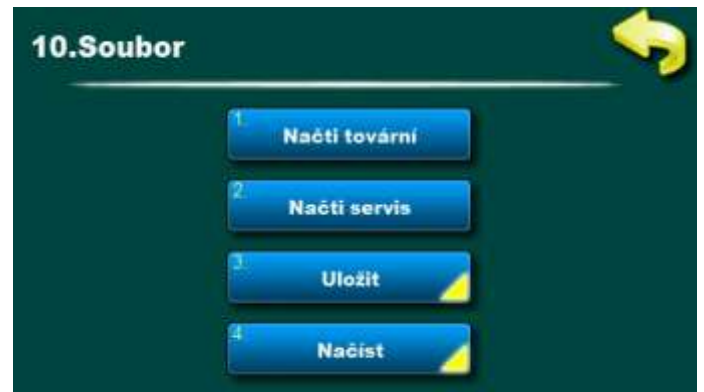 10.Soubor
1.
Načti tovární
2.
Načti servis
3.
Uložit
4
Načíst